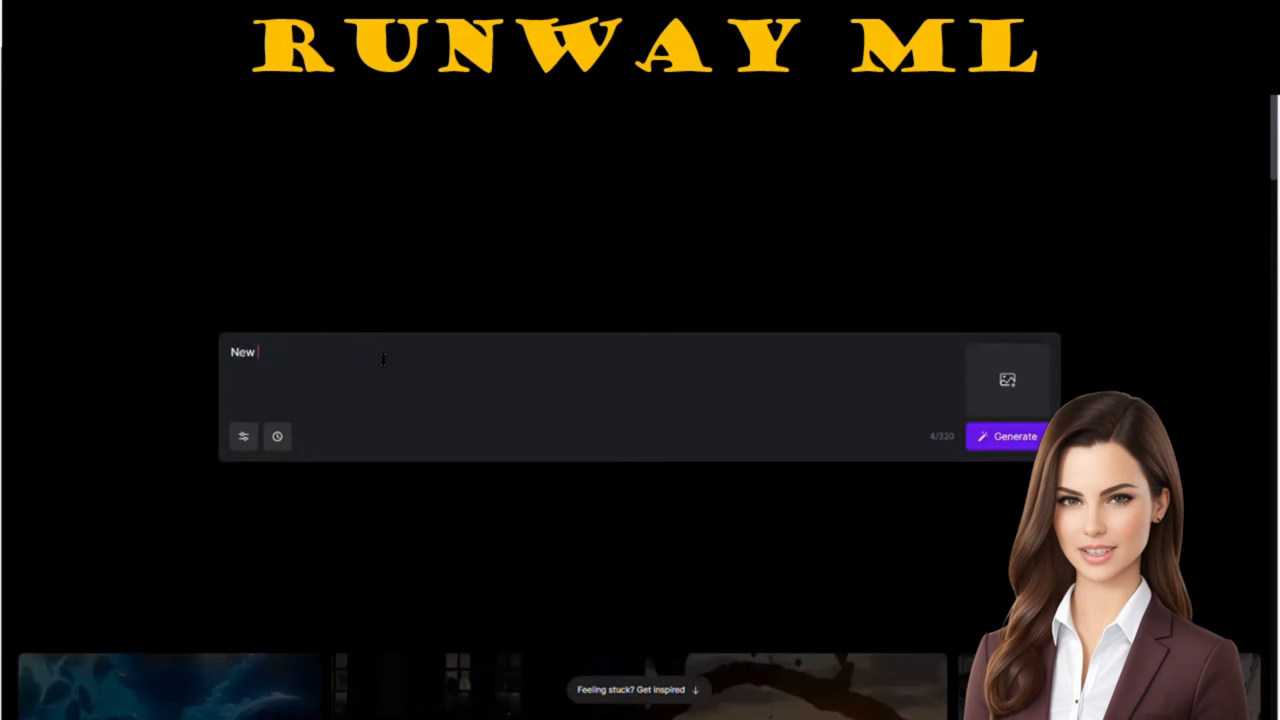 RUNWAY ML
New
4/320
Generate
Feeling stuck? Get inspired ↓